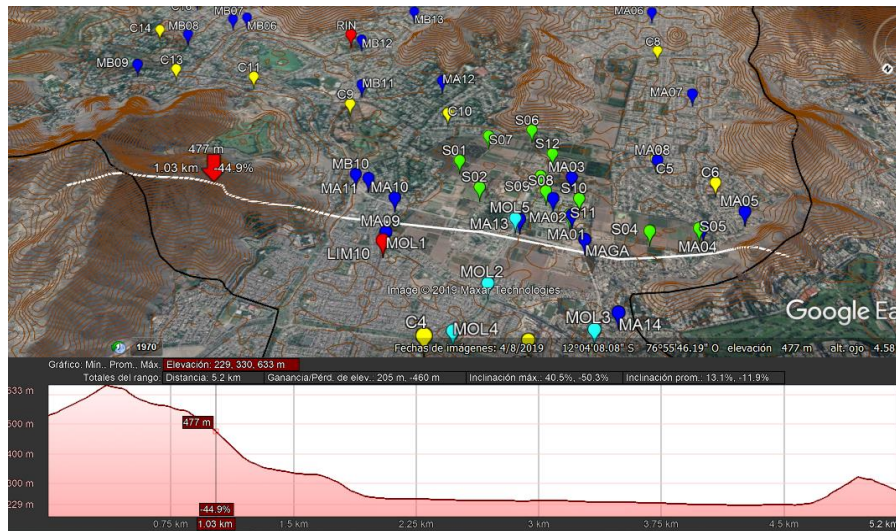 C14
MB08
MB07
MB06
MB13
MA06
RIN
MB12
C8
MB09
C13
C11
MB11
MA12
MA07
C9
C10
S06
S07
S12
477 m
S01
MA08
1.03 km
-44.9%
MB10
MA03
C5
C6
MA11
MA10
S02
S09
S08
S10
MOL5
MA05
MA09
MA13
MA02
S11
S04
S05
LIM10
MOL1
MA01
MAGA
MA04
MOL2
Image © 2019 Maxar Technologies
Google Ea
C4
MOL4
MOL3
MA14
1970
Fechas de imágenes: 4/8/2019 12°04'08.08" S 76°55'46.19" O elevación 477 m alt. ojo 4.58
Gráfico: Mín., Prom., Máx. Elevación: 229, 330, 633 m
Totales del rango: Distancia: 5.2 km Ganancia/Pérd. de elev.: 205 m, -460 m Inclinación máx.: 40.5%, -50.3% Inclinación prom.: 13.1%, -11.9%
633 m
477 m
500 m
400 m
300 m
229 m
-44.9%
0.75 km 1.03 km 1.5 km 2.25 km 3 km 3.75 km 4.5 km 5.2 km